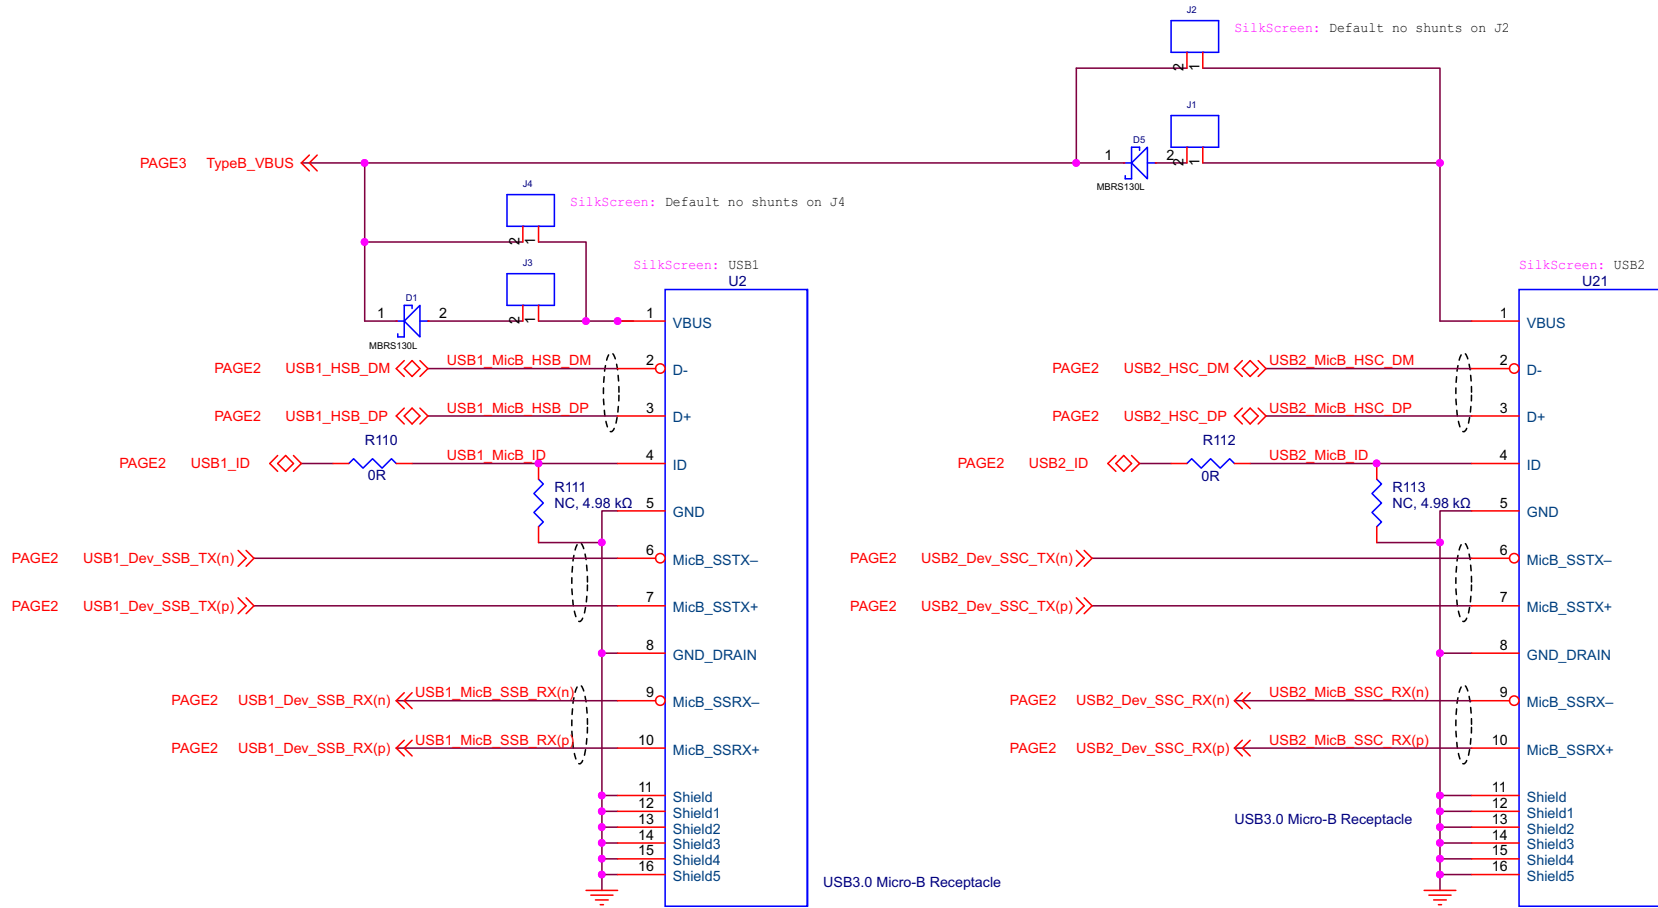 J2
SilkScreen: Default no shunts on J2
2 1
J1
D5
PAGE3 TypeB_VBUS
1 2 2 1
MBRS130L
J4
SilkScreen: Default no shunts on J4
2 1
J3
SilkScreen: USB1
SilkScreen: USB2
U2
U21
D1
1 2 2 1
MBRS130L
1 VBUS
1 VBUS
PAGE2 USB1_HSB_DM USB1_MicB_HSB_DM 2 D-
PAGE2 USB2_HSC_DM USB2_MicB_HSC_DM 2 D-
PAGE2 USB1_HSB_DP USB1_MicB_HSB_DP 3 D+
PAGE2 USB2_HSC_DP USB2_MicB_HSC_DP 3 D+
R110
R112
PAGE2 USB1_ID USB1_MicB_ID 4 ID
PAGE2 USB2_ID USB2_MicB_ID 4 ID
0R
0R
R111
NC, 4.98 kΩ
R113
NC, 4.98 kΩ
5 GND
5 GND
PAGE2 USB1_Dev_SSB_TX(n) 6 MicB_SSTX–
PAGE2 USB2_Dev_SSC_TX(n) 6 MicB_SSTX–
PAGE2 USB1_Dev_SSB_TX(p) 7 MicB_SSTX+
PAGE2 USB2_Dev_SSC_TX(p) 7 MicB_SSTX+
8 GND_DRAIN
8 GND_DRAIN
PAGE2 USB1_Dev_SSB_RX(n) USB1_MicB_SSB_RX(n) 9 MicB_SSRX–
PAGE2 USB2_Dev_SSC_RX(n) USB2_MicB_SSC_RX(n) 9 MicB_SSRX–
PAGE2 USB1_Dev_SSB_RX(p) USB1_MicB_SSB_RX(p) 10 MicB_SSRX+
PAGE2 USB2_Dev_SSC_RX(p) USB2_MicB_SSC_RX(p) 10 MicB_SSRX+
11 Shield
12 Shield1
13 Shield2
14 Shield3
15 Shield4
16 Shield5
USB3.0 Micro-B Receptacle
11 Shield
12 Shield1
13 Shield2
14 Shield3
15 Shield4
16 Shield5
USB3.0 Micro-B Receptacle